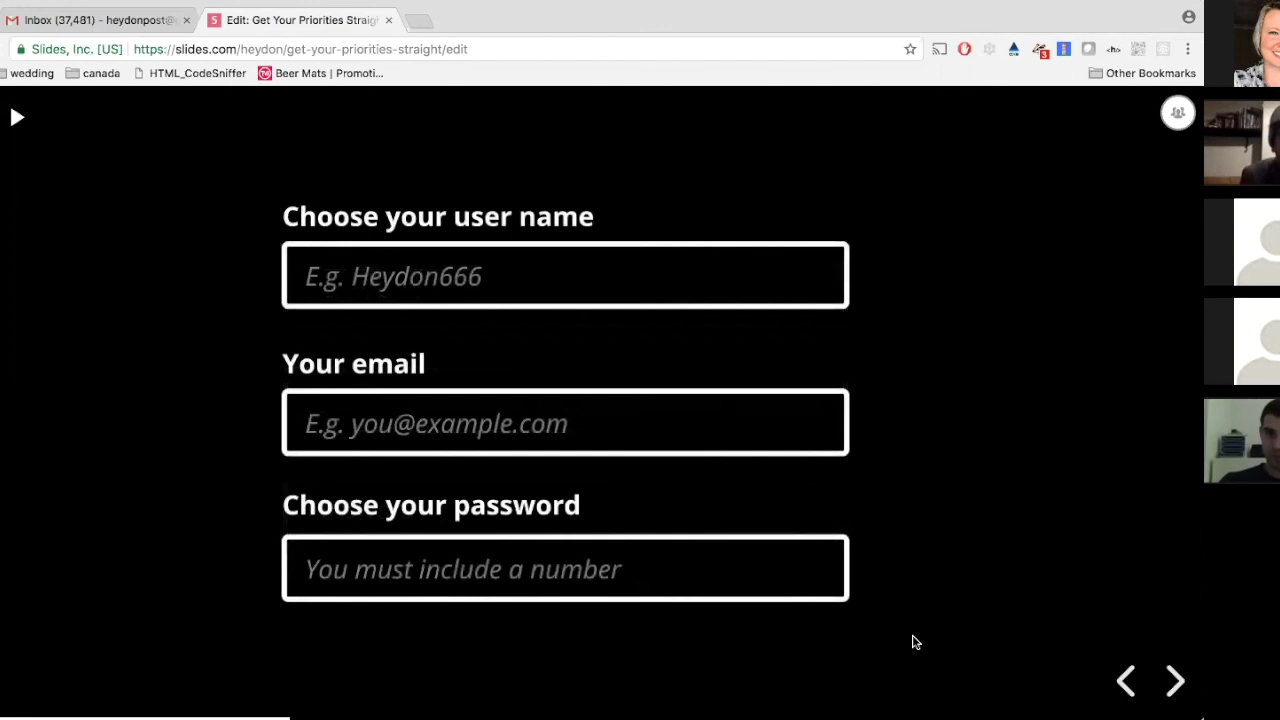 Inbox (37,481) - heydonpost@
Edit: Get Your Priorities Straig
Slides, Inc. [US]
https://slides.com/heydon/get-your-priorities-straight/edit
wedding
canada
HTML_CodeSniffer
Beer Mats | Promoti...
Other Bookmarks
Choose your user name
E.g. Heydon666
Your email
E.g. you@example.com
Choose your password
You must include a number